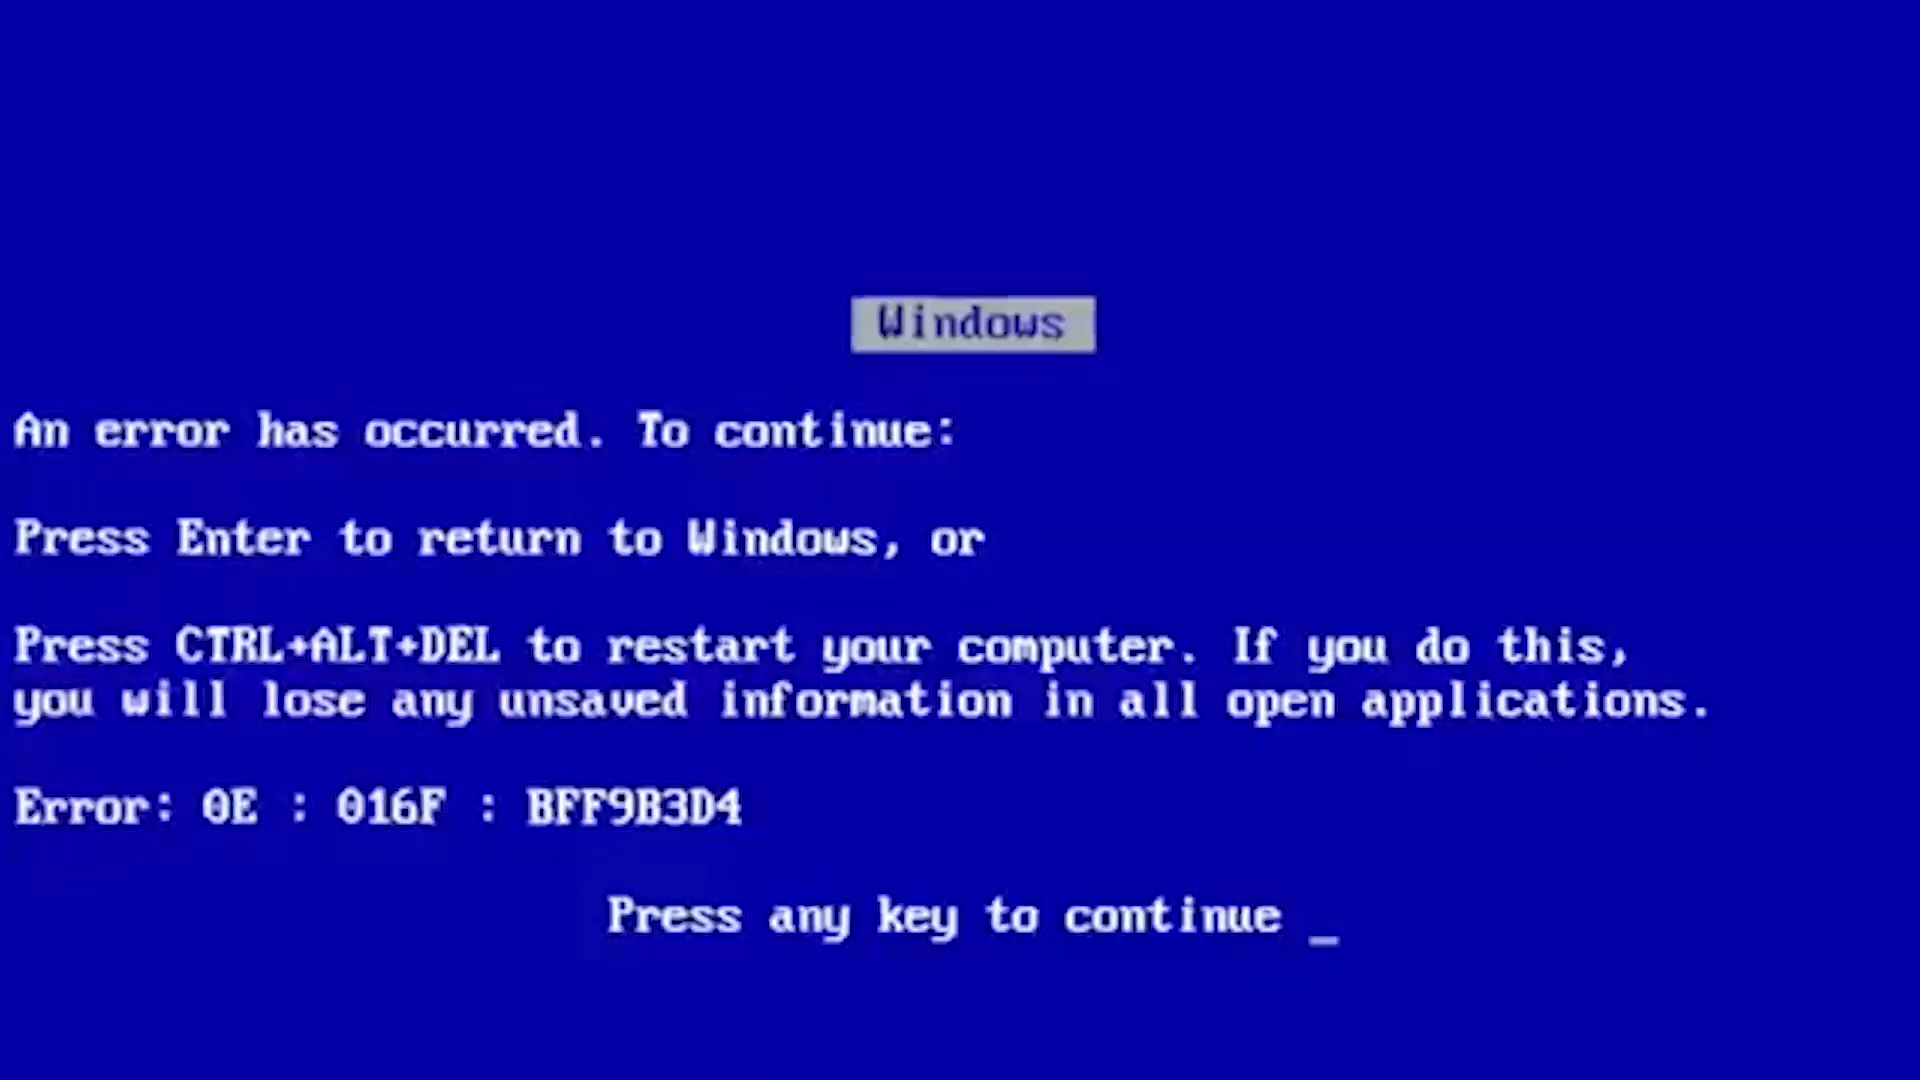 Windows
An error has occurred. To continue:
Press Enter to return to Windows, or
Press CTRL+ALT+DEL to restart your computer. If you do this,
you will lose any unsaved information in all open applications.
Error: 0E : 016F : BFF9B3D4
Press any key to continue _